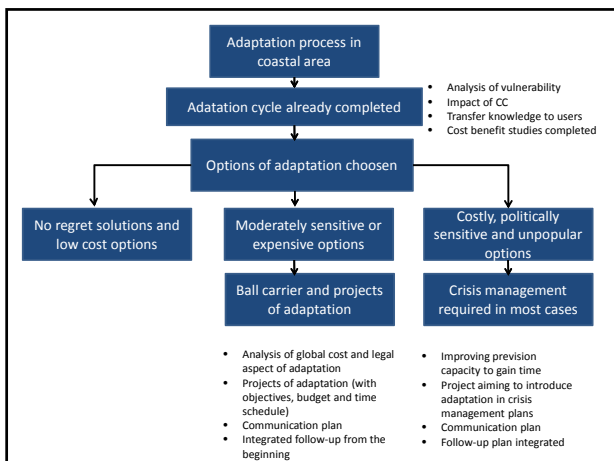 Adaptation process in
coastal area
Adatation cycle already completed
• Analysis of vulnerability
• Impact of CC
• Transfer knowledge to users
• Cost benefit studies completed
Options of adaptation choosen
No regret solutions and
low cost options
Moderately sensitive or
expensive options
Costly, politically
sensitive and unpopular
options
Ball carrier and projects
of adaptation
Crisis management
required in most cases
• Analysis of global cost and legal
aspect of adaptation
• Projects of adaptation (with
objectives, budget and time
schedule)
• Communication plan
• Integrated follow-up from the
beginning
• Improving prevision
capacity to gain time
• Project aiming to introduce
adaptation in crisis
management plans
• Communication plan
• Follow-up plan integrated